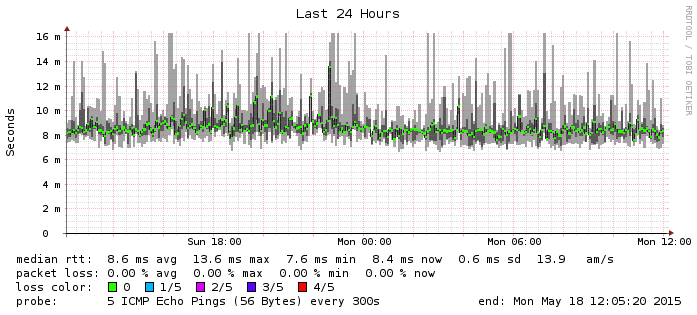 Last 24 Hours
RRDTOOL / TOBI OETIKER
Seconds
16 m
14 m
12 m
10 m
8 m
6 m
4 m
2 m
0
Sun 18:00 Mon 00:00 Mon 06:00 Mon 12:00
median rtt: 8.6 ms avg 13.6 ms max 7.6 ms min 8.4 ms now 0.6 ms sd 13.9 am/s
packet loss: 0.00 % avg 0.00 % max 0.00 % min 0.00 % now
loss color: 0 1/5 2/5 3/5 4/5
probe: 5 ICMP Echo Pings (56 Bytes) every 300s end: Mon May 18 12:05:20 2015